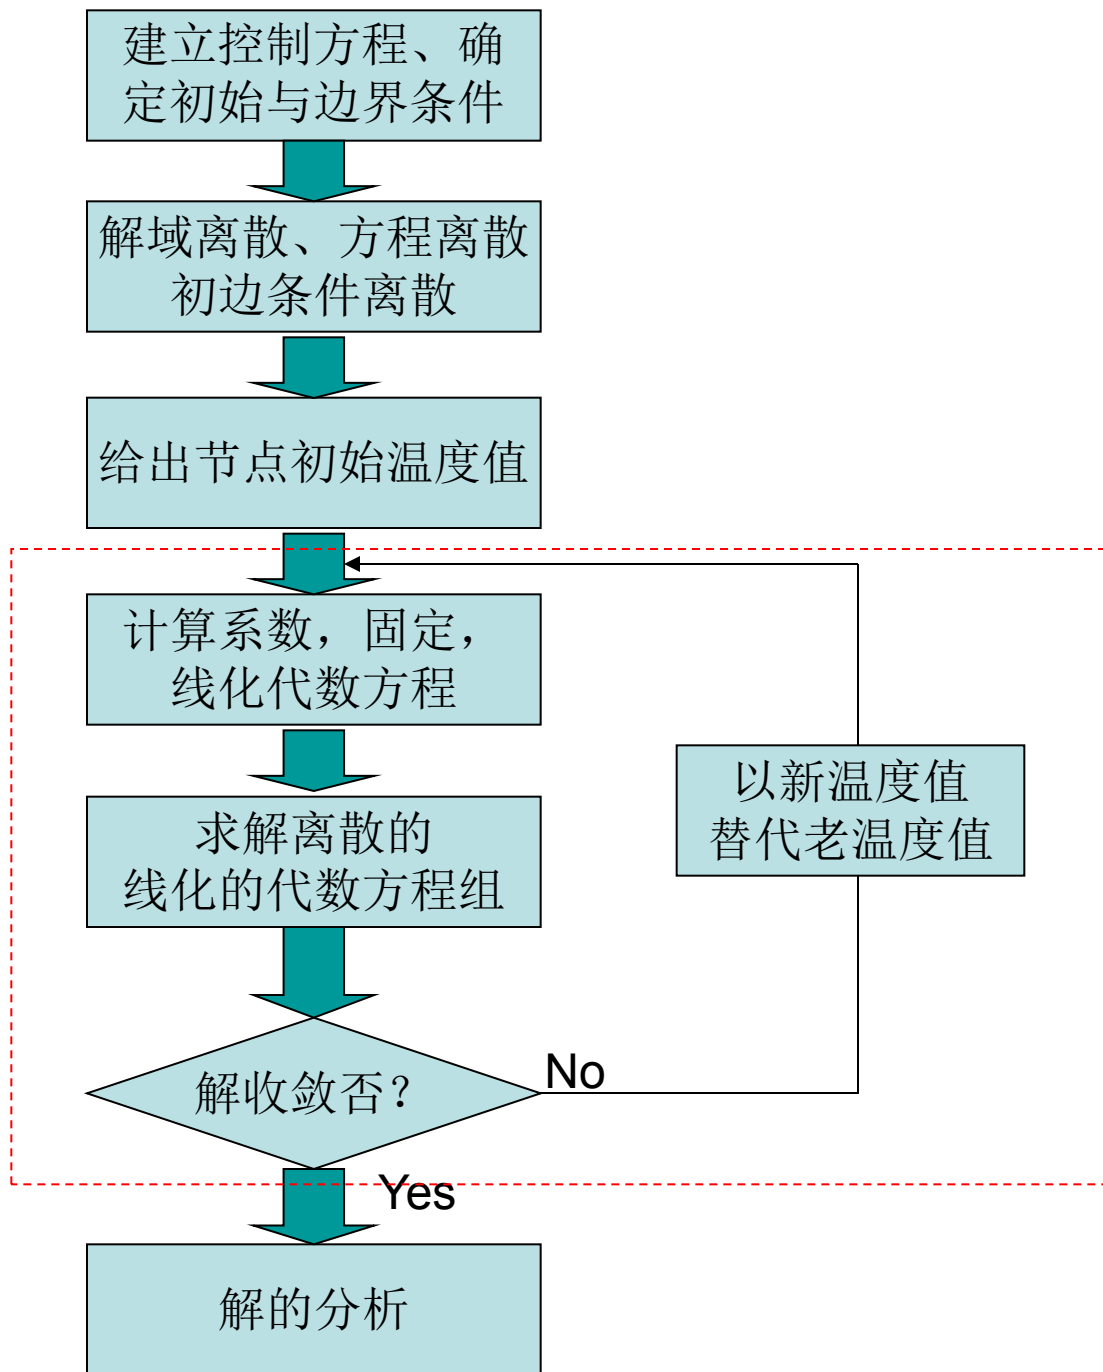 建立控制方程、确
定初始与边界条件
解域离散、方程离散
初边条件离散
给出节点初始温度值
计算系数，固定，
线化代数方程
以新温度值
替代老温度值
求解离散的
线化的代数方程组
解收敛否？
No
Yes
解的分析